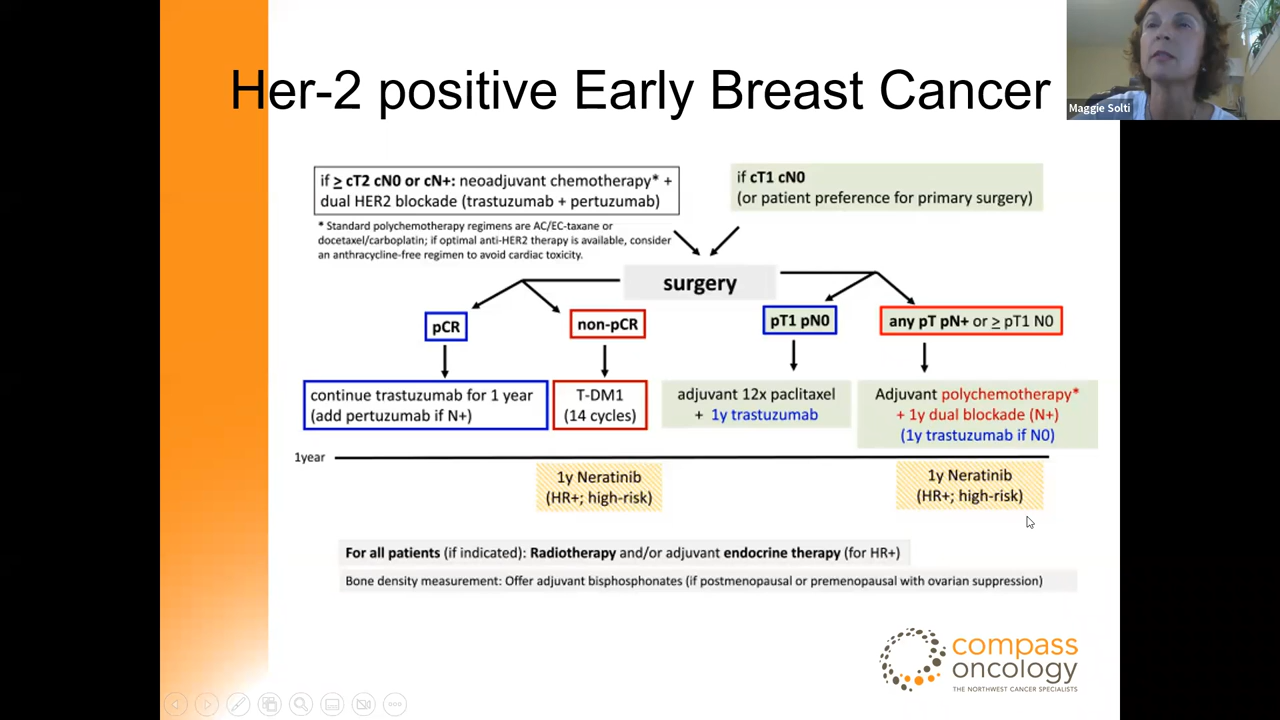 Her-2 positive Early Breast Cancer
Maggie Solti
if ≥ cT2 cN0 or cN+: neoadjuvant chemotherapy* +
dual HER2 blockade (trastuzumab + pertuzumab)
* Standard polychemotherapy regimens are AC/EC-taxane or
docetaxel/carboplatin; if optimal anti-HER2 therapy is available, consider
an anthracycline-free regimen to avoid cardiac toxicity.
if cT1 cN0
(or patient preference for primary surgery)
surgery
pCR
non-pCR
pT1 pN0
any pT pN+ or ≥ pT1 N0
continue trastuzumab for 1 year
(add pertuzumab if N+)
T-DM1
(14 cycles)
adjuvant 12x paclitaxel
+ 1y trastuzumab
Adjuvant polychemotherapy*
+ 1y dual blockade (N+)
(1y trastuzumab if N0)
1year
1y Neratinib
(HR+; high-risk)
1y Neratinib
(HR+; high-risk)
For all patients (if indicated): Radiotherapy and/or adjuvant endocrine therapy (for HR+)
Bone density measurement: Offer adjuvant bisphosphonates (if postmenopausal or premenopausal with ovarian suppression)
compass
oncology
THE NORTHWEST CANCER SPECIALISTS